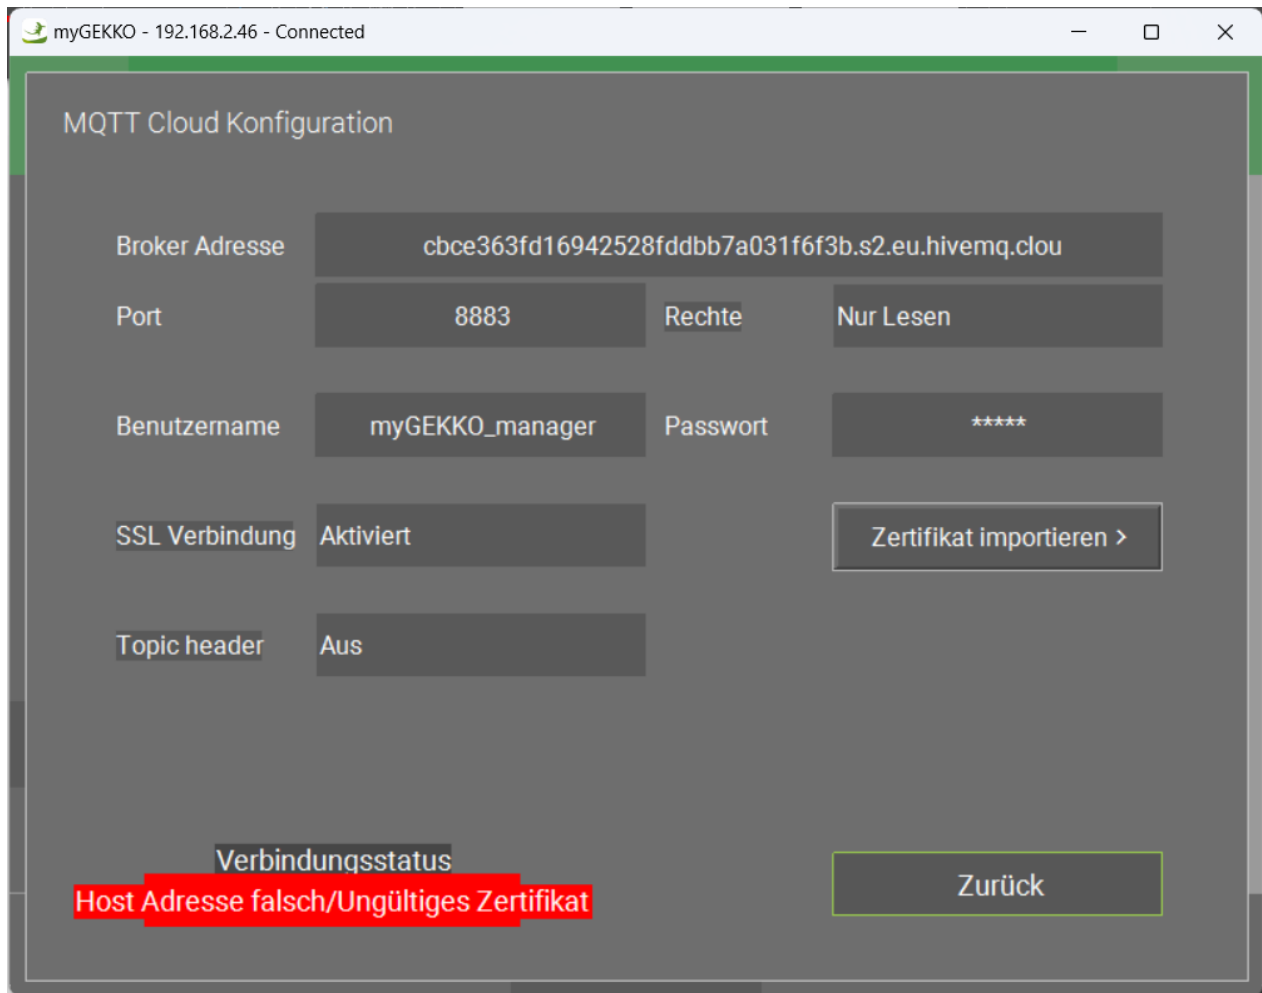 myGEKKO - 192.168.2.46 - Connected
MQTT Cloud Konfiguration
Broker Adresse cbce363fd16942528fddbb7a031f6f3b.s2.eu.hivemq.clou
Port 8883 Rechte Nur Lesen
Benutzername myGEKKO_manager Passwort *****
SSL Verbindung Aktiviert Zertifikat importieren >
Topic header Aus
Verbindungsstatus
Host Adresse falsch/Ungültiges Zertifikat
Zurück